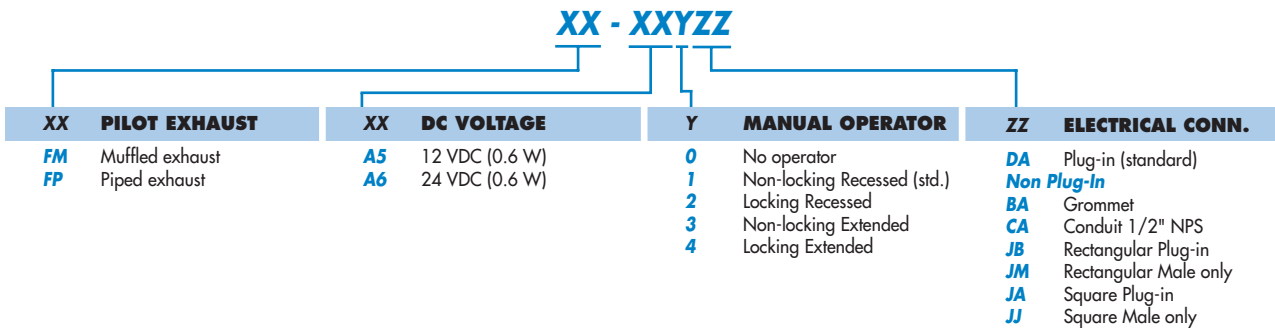 XX - XXYZZ
XX PILOT EXHAUST
FM Muffled exhaust
FP Piped exhaust
XX DC VOLTAGE
A5 12 VDC (0.6 W)
A6 24 VDC (0.6 W)
Y MANUAL OPERATOR
0 No operator
1 Non-locking Recessed (std.)
2 Locking Recessed
3 Non-locking Extended
4 Locking Extended
ZZ ELECTRICAL CONN.
DA Plug-in (standard)
Non Plug-In
BA Grommet
CA Conduit 1/2" NPS
JB Rectangular Plug-in
JM Rectangular Male only
JA Square Plug-in
JJ Square Male only